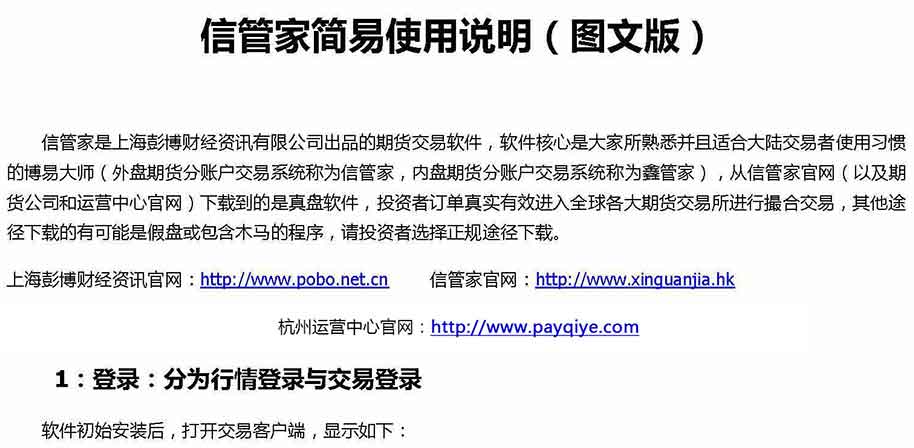 信管家简易使用说明（图文版）
信管家是上海彭博财经资讯有限公司出品的期货交易软件，软件核心是大家所熟悉并且适合大陆交易者使用习惯
的博易大师（外盘期货分账户交易系统称为信管家，内盘期货分账户交易系统称为鑫管家），从信管家官网（以及期
货公司和运营中心官网）下载到的是真盘软件，投资者订单真实有效进入全球各大期货交易所进行撮合交易，其他途
径下载的有可能是假盘或包含木马的程序，请投资者选择正规途径下载。
上海彭博财经资讯官网：http://www.pobo.net.cn 信管家官网：http://www.xinguanjia.hk
杭州运营中心官网：http://www.payqiye.com
1：登录：分为行情登录与交易登录
软件初始安装后，打开交易客户端，显示如下：